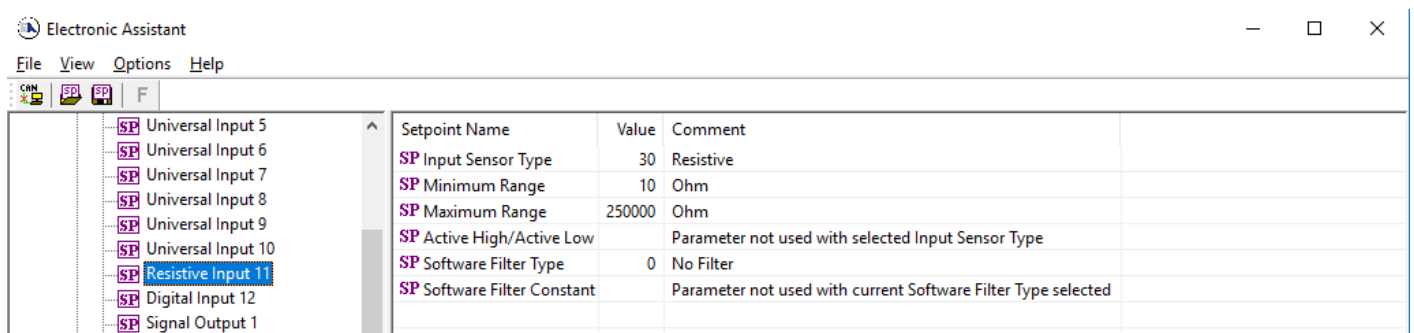 Electronic Assistant
File View Options Help
CAN SP SP F
SP Universal Input 5
SP Universal Input 6
SP Universal Input 7
SP Universal Input 8
SP Universal Input 9
SP Universal Input 10
SP Resistive Input 11
SP Digital Input 12
SP Signal Output 1
Setpoint Name Value Comment
SP Input Sensor Type 30 Resistive
SP Minimum Range 10 Ohm
SP Maximum Range 250000 Ohm
SP Active High/Active Low Parameter not used with selected Input Sensor Type
SP Software Filter Type 0 No Filter
SP Software Filter Constant Parameter not used with current Software Filter Type selected